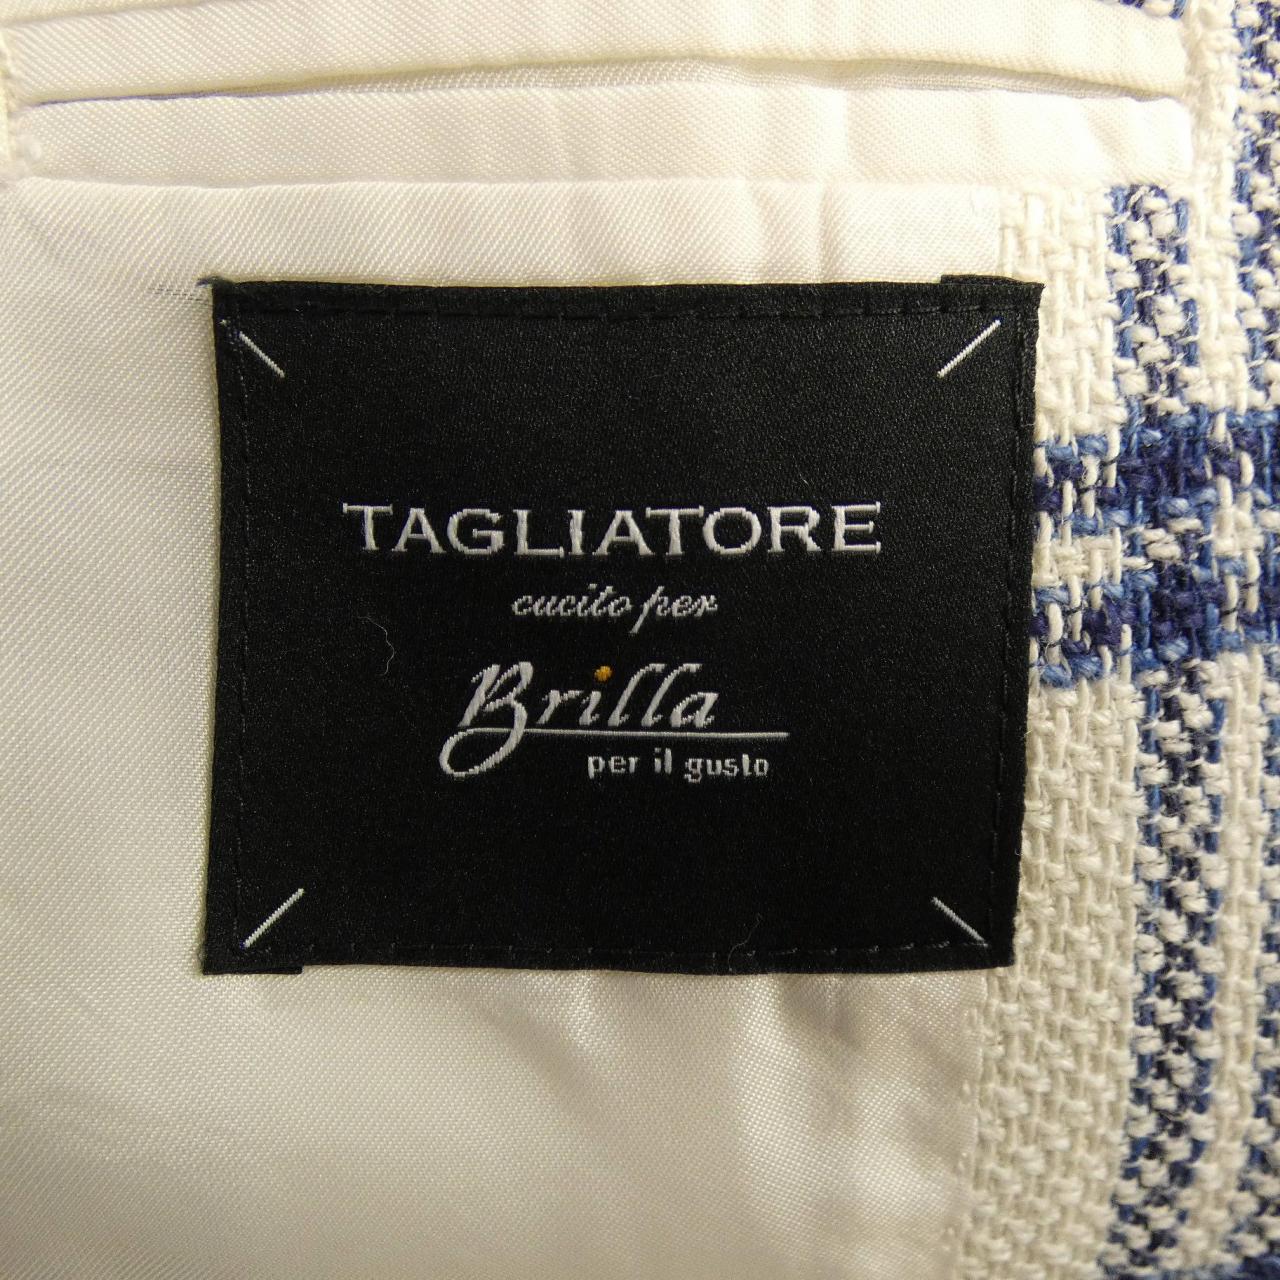 TAGLIATORE
cucito per
Brilla
per il gusto